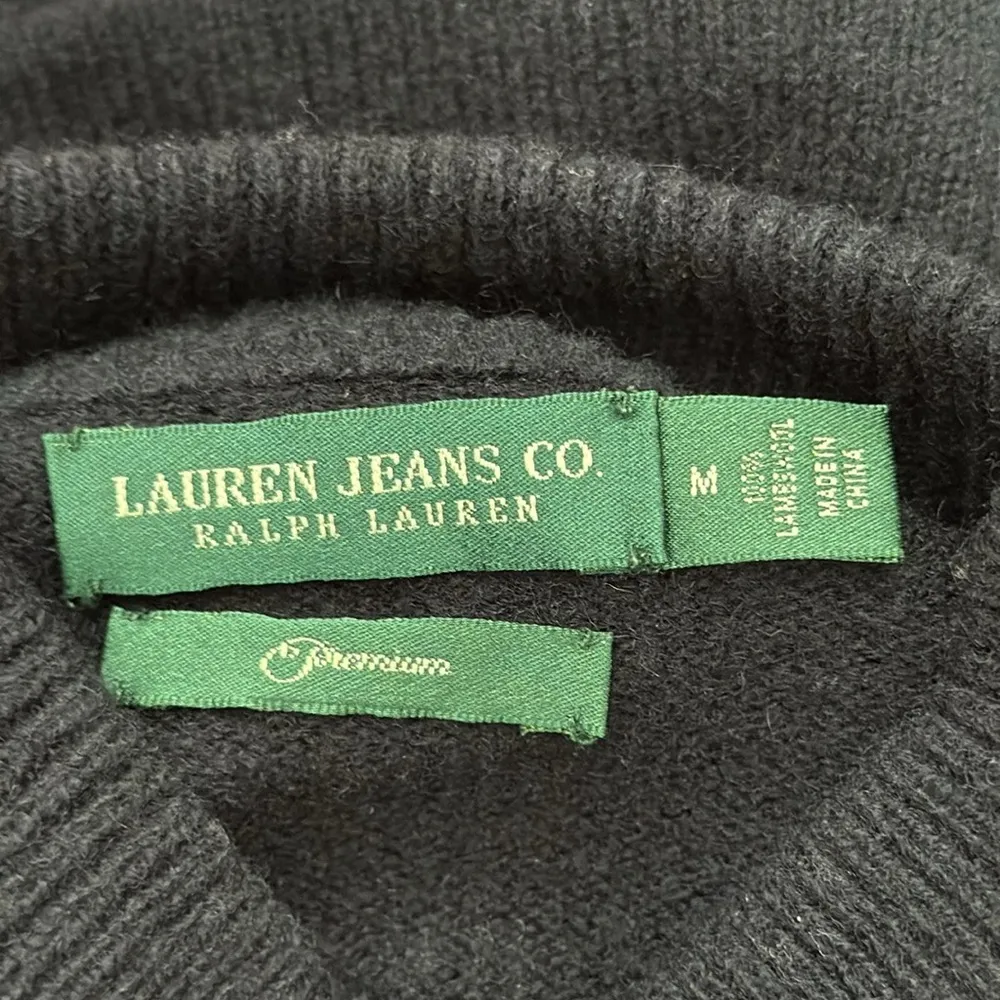 LAUREN JEANS CO.
RALPH LAUREN
M
100%
LAMBSWOOL
MADE IN
CHINA
Premium